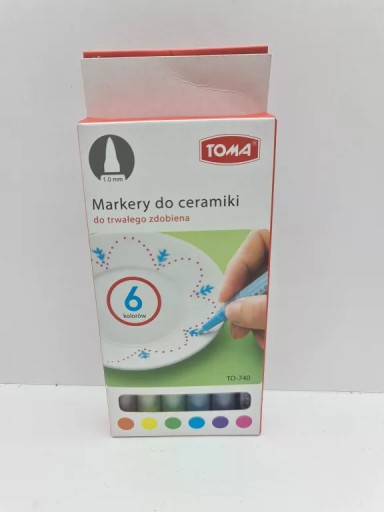 TOMA®
1.0 mm
Markery do ceramiki
do trwałego zdobiena
6
kolorów
TO-740